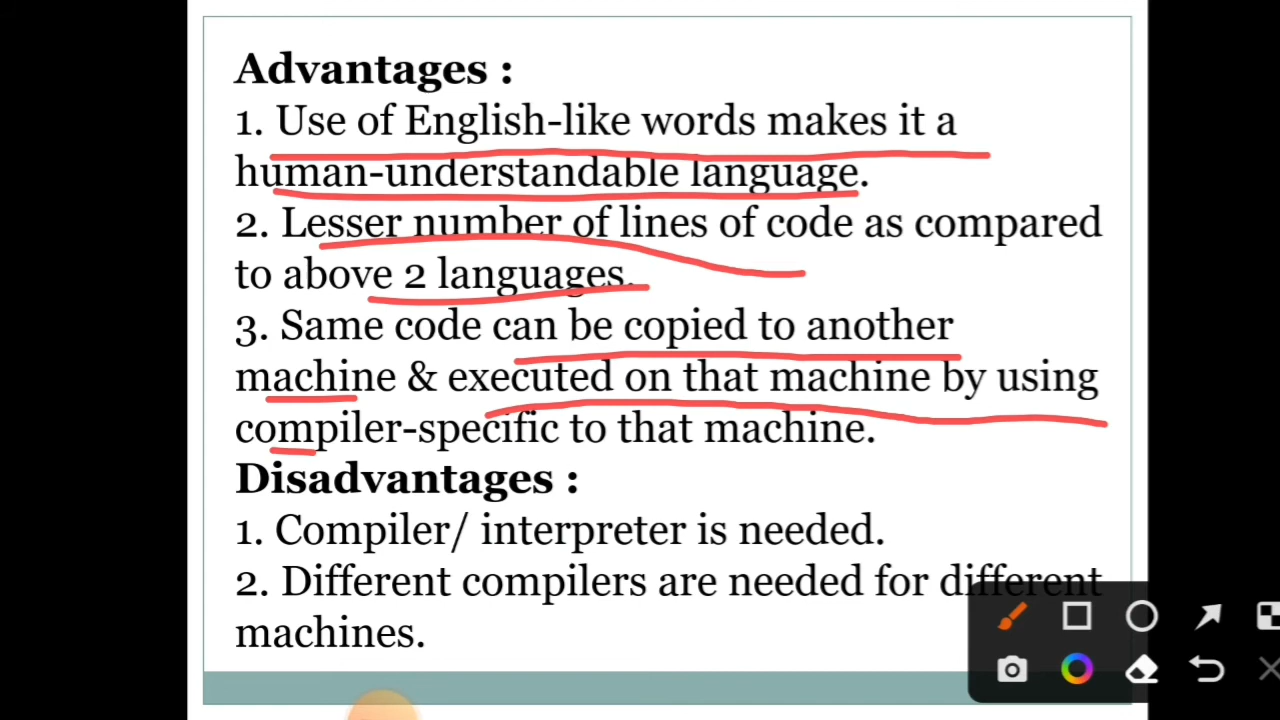 Advantages :
1. Use of English-like words makes it a
human-understandable language.
2. Lesser number of lines of code as compared
to above 2 languages.
3. Same code can be copied to another
machine & executed on that machine by using
compiler-specific to that machine.
Disadvantages :
1. Compiler/ interpreter is needed.
2. Different compilers are needed for different
machines.